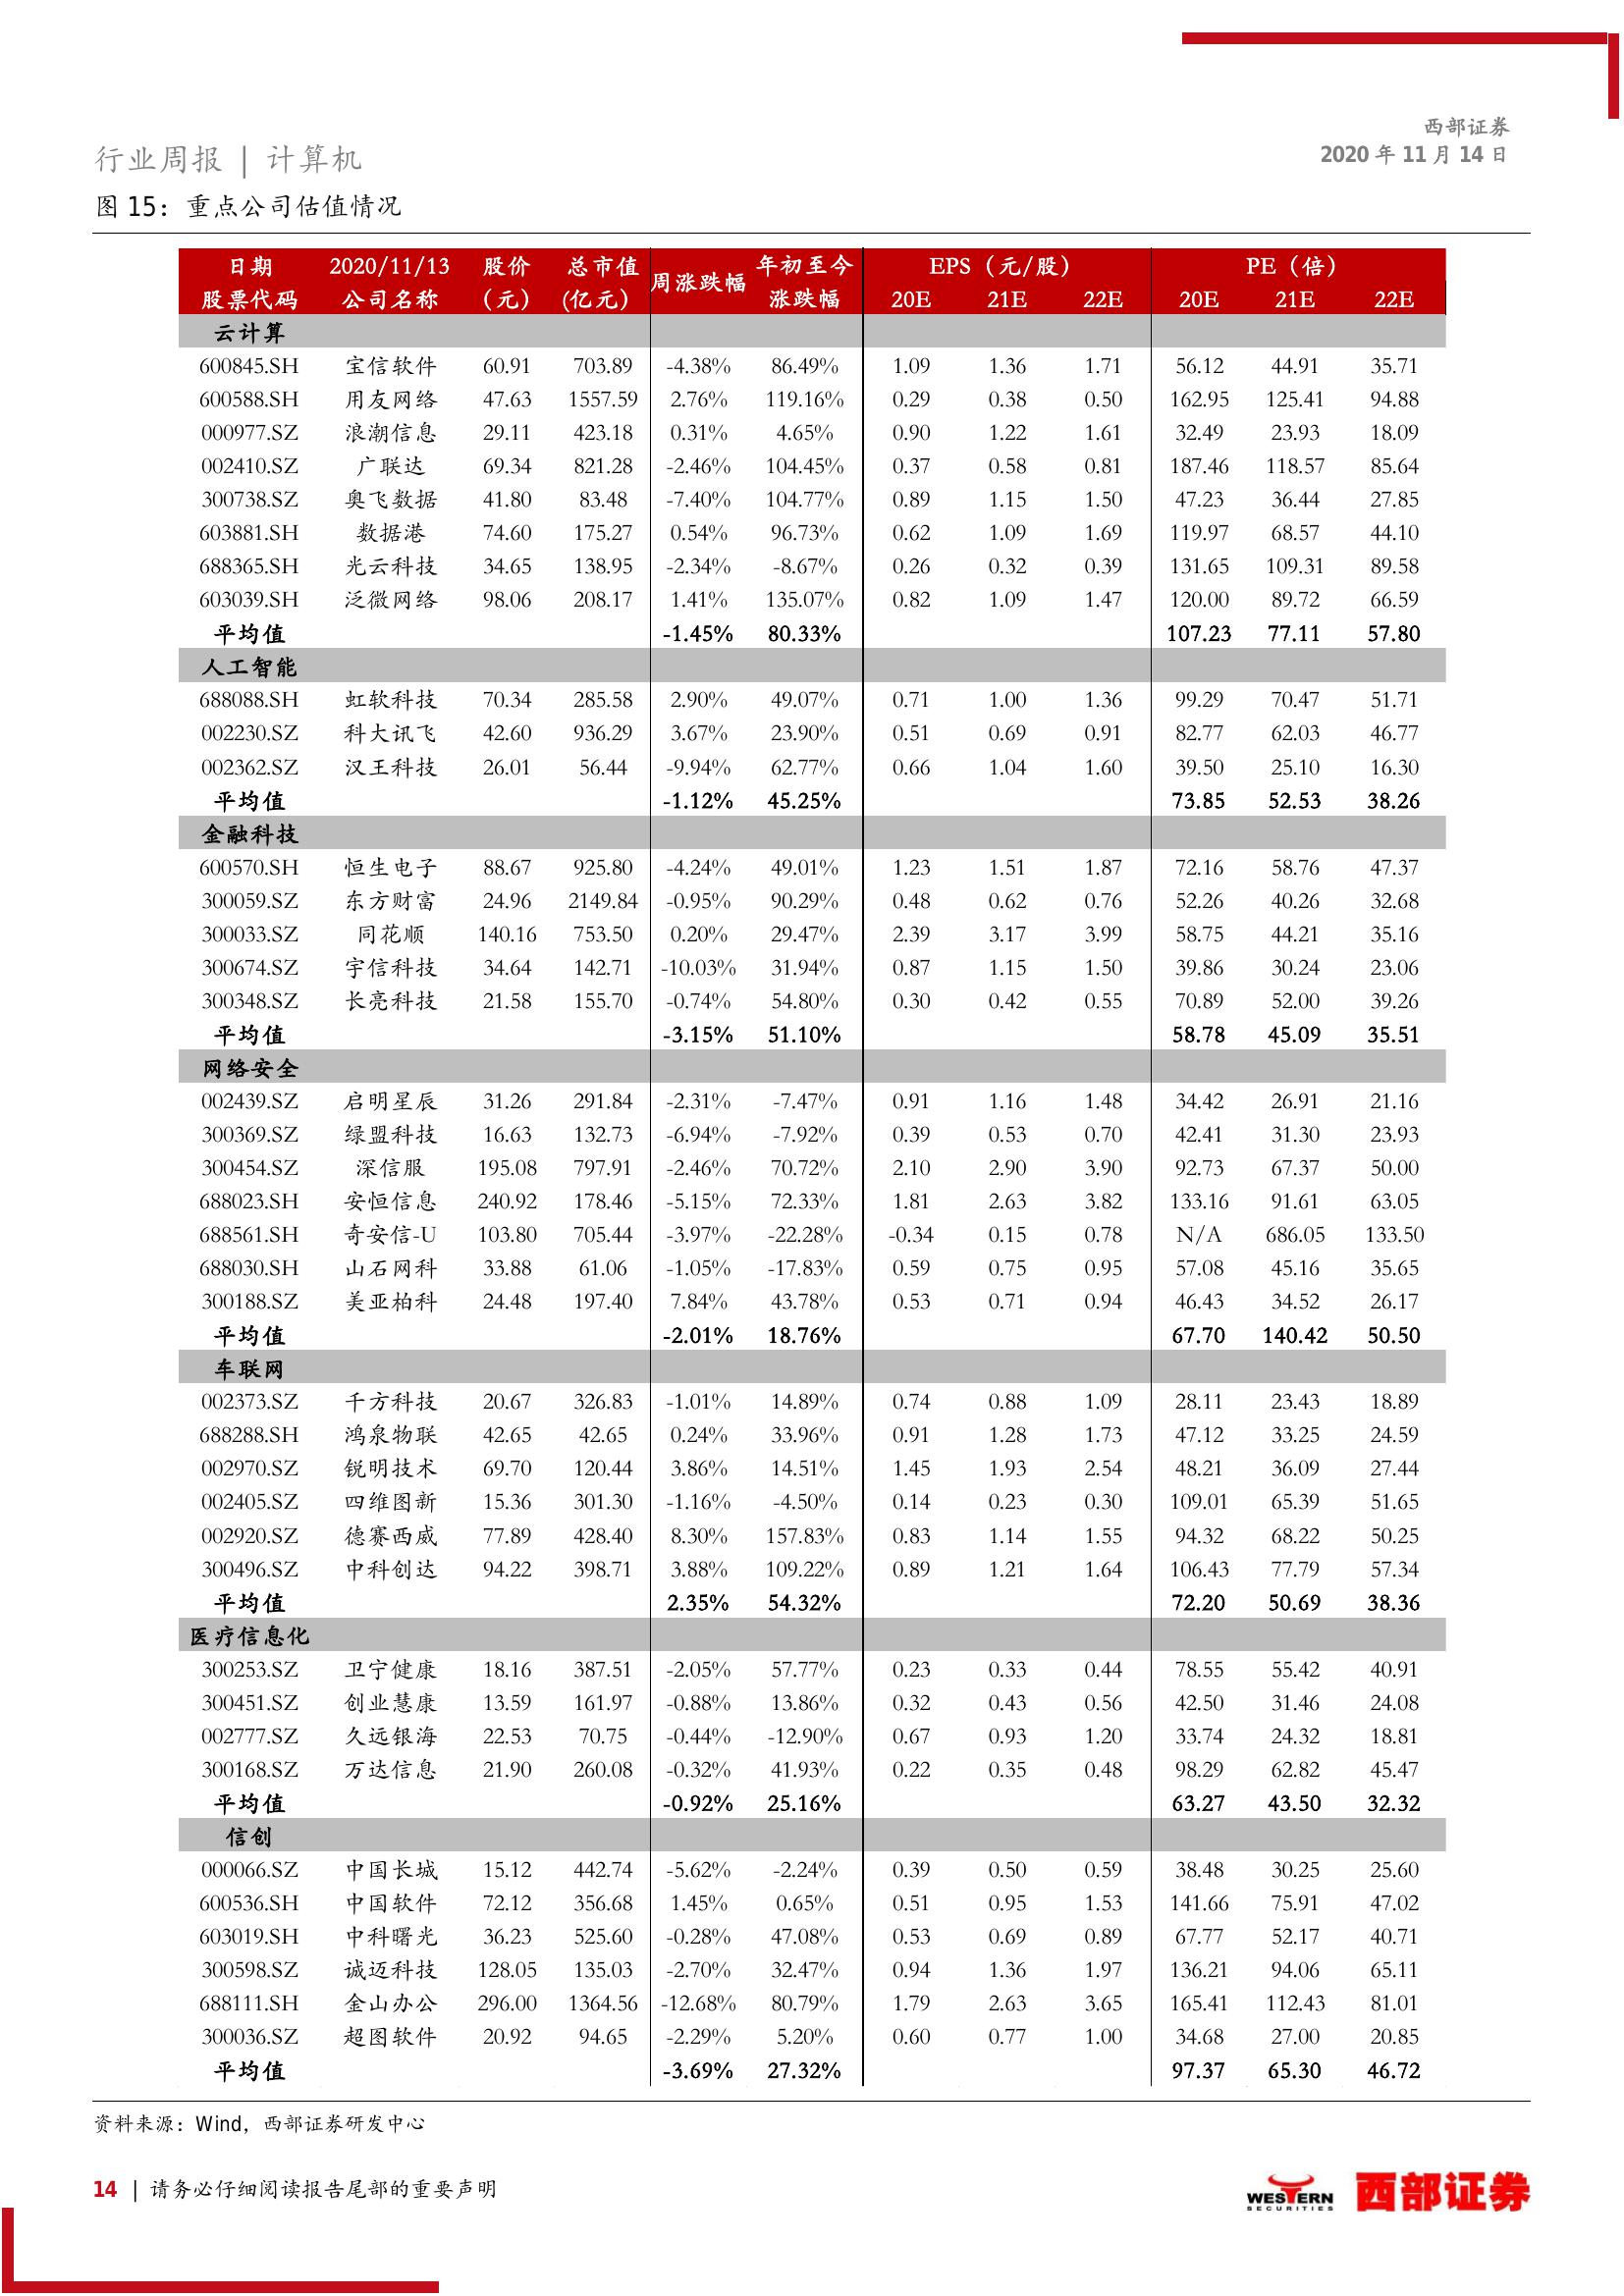 西部证券
2020 年 11 月 14 日
行业周报 | 计算机
图 15：重点公司估值情况
日期 2020/11/13 股价 总市值 周涨跌幅 年初至今 EPS（元/股） PE（倍）
股票代码 公司名称 （元） (亿元) 涨跌幅 20E 21E 22E 20E 21E 22E
云计算
600845.SH 宝信软件 60.91 703.89 -4.38% 86.49% 1.09 1.36 1.71 56.12 44.91 35.71
600588.SH 用友网络 47.63 1557.59 2.76% 119.16% 0.29 0.38 0.50 162.95 125.41 94.88
000977.SZ 浪潮信息 29.11 423.18 0.31% 4.65% 0.90 1.22 1.61 32.49 23.93 18.09
002410.SZ 广联达 69.34 821.28 -2.46% 104.45% 0.37 0.58 0.81 187.46 118.57 85.64
300738.SZ 奥飞数据 41.80 83.48 -7.40% 104.77% 0.89 1.15 1.50 47.23 36.44 27.85
603881.SH 数据港 74.60 175.27 0.54% 96.73% 0.62 1.09 1.69 119.97 68.57 44.10
688365.SH 光云科技 34.65 138.95 -2.34% -8.67% 0.26 0.32 0.39 131.65 109.31 89.58
603039.SH 泛微网络 98.06 208.17 1.41% 135.07% 0.82 1.09 1.47 120.00 89.72 66.59
平均值 -1.45% 80.33% 107.23 77.11 57.80
人工智能
688088.SH 虹软科技 70.34 285.58 2.90% 49.07% 0.71 1.00 1.36 99.29 70.47 51.71
002230.SZ 科大讯飞 42.60 936.29 3.67% 23.90% 0.51 0.69 0.91 82.77 62.03 46.77
002362.SZ 汉王科技 26.01 56.44 -9.94% 62.77% 0.66 1.04 1.60 39.50 25.10 16.30
平均值 -1.12% 45.25% 73.85 52.53 38.26
金融科技
600570.SH 恒生电子 88.67 925.80 -4.24% 49.01% 1.23 1.51 1.87 72.16 58.76 47.37
300059.SZ 东方财富 24.96 2149.84 -0.95% 90.29% 0.48 0.62 0.76 52.26 40.26 32.68
300033.SZ 同花顺 140.16 753.50 0.20% 29.47% 2.39 3.17 3.99 58.75 44.21 35.16
300674.SZ 宇信科技 34.64 142.71 -10.03% 31.94% 0.87 1.15 1.50 39.86 30.24 23.06
300348.SZ 长亮科技 21.58 155.70 -0.74% 54.80% 0.30 0.42 0.55 70.89 52.00 39.26
平均值 -3.15% 51.10% 58.78 45.09 35.51
网络安全
002439.SZ 启明星辰 31.26 291.84 -2.31% -7.47% 0.91 1.16 1.48 34.42 26.91 21.16
300369.SZ 绿盟科技 16.63 132.73 -6.94% -7.92% 0.39 0.53 0.70 42.41 31.30 23.93
300454.SZ 深信服 195.08 797.91 -2.46% 70.72% 2.10 2.90 3.90 92.73 67.37 50.00
688023.SH 安恒信息 240.92 178.46 -5.15% 72.33% 1.81 2.63 3.82 133.16 91.61 63.05
688561.SH 奇安信-U 103.80 705.44 -3.97% -22.28% -0.34 0.15 0.78 N/A 686.05 133.50
688030.SH 山石网科 33.88 61.06 -1.05% -17.83% 0.59 0.75 0.95 57.08 45.16 35.65
300188.SZ 美亚柏科 24.48 197.40 7.84% 43.78% 0.53 0.71 0.94 46.43 34.52 26.17
平均值 -2.01% 18.76% 67.70 140.42 50.50
车联网
002373.SZ 千方科技 20.67 326.83 -1.01% 14.89% 0.74 0.88 1.09 28.11 23.43 18.89
688288.SH 鸿泉物联 42.65 42.65 0.24% 33.96% 0.91 1.28 1.73 47.12 33.25 24.59
002970.SZ 锐明技术 69.70 120.44 3.86% 14.51% 1.45 1.93 2.54 48.21 36.09 27.44
002405.SZ 四维图新 15.36 301.30 -1.16% -4.50% 0.14 0.23 0.30 109.01 65.39 51.65
002920.SZ 德赛西威 77.89 428.40 8.30% 157.83% 0.83 1.14 1.55 94.32 68.22 50.25
300496.SZ 中科创达 94.22 398.71 3.88% 109.22% 0.89 1.21 1.64 106.43 77.79 57.34
平均值 2.35% 54.32% 72.20 50.69 38.36
医疗信息化
300253.SZ 卫宁健康 18.16 387.51 -2.05% 57.77% 0.23 0.33 0.44 78.55 55.42 40.91
300451.SZ 创业慧康 13.59 161.97 -0.88% 13.86% 0.32 0.43 0.56 42.50 31.46 24.08
002777.SZ 久远银海 22.53 70.75 -0.44% -12.90% 0.67 0.93 1.20 33.74 24.32 18.81
300168.SZ 万达信息 21.90 260.08 -0.32% 41.93% 0.22 0.35 0.48 98.29 62.82 45.47
平均值 -0.92% 25.16% 63.27 43.50 32.32
信创
000066.SZ 中国长城 15.12 442.74 -5.62% -2.24% 0.39 0.50 0.59 38.48 30.25 25.60
600536.SH 中国软件 72.12 356.68 1.45% 0.65% 0.51 0.95 1.53 141.66 75.91 47.02
603019.SH 中科曙光 36.23 525.60 -0.28% 47.08% 0.53 0.69 0.89 67.77 52.17 40.71
300598.SZ 诚迈科技 128.05 135.03 -2.70% 32.47% 0.94 1.36 1.97 136.21 94.06 65.11
688111.SH 金山办公 296.00 1364.56 -12.68% 80.79% 1.79 2.63 3.65 165.41 112.43 81.01
300036.SZ 超图软件 20.92 94.65 -2.29% 5.20% 0.60 0.77 1.00 34.68 27.00 20.85
平均值 -3.69% 27.32% 97.37 65.30 46.72
资料来源：Wind，西部证券研发中心
14 | 请务必仔细阅读报告尾部的重要声明
WESTERN
SECURITIES
西部证券